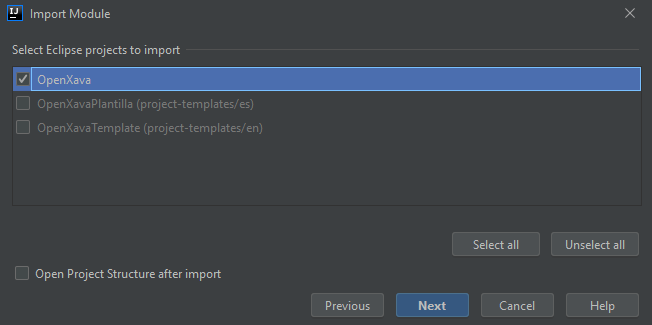 IJ
Import Module
Select Eclipse projects to import
OpenXava
OpenXavaPlantilla (project-templates/es)
OpenXavaTemplate (project-templates/en)
Select all
Unselect all
Open Project Structure after import
Previous
Next
Cancel
Help